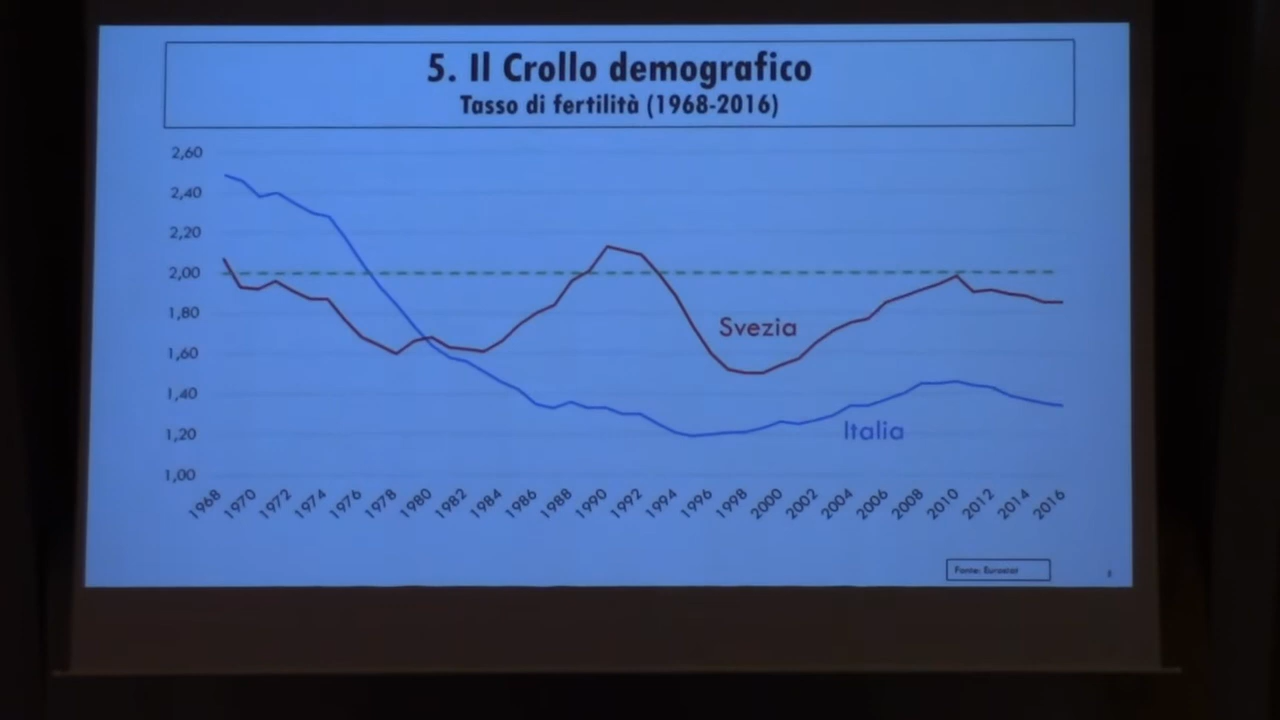 5. Il Crollo demografico
Tasso di fertilità (1968-2016)
2,60
2,40
2,20
2,00
1,80
1,60
1,40
1,20
1,00
Svezia
Italia
1968 1970 1972 1974 1976 1978 1980 1982 1984 1986 1988 1990 1992 1994 1996 1998 2000 2002 2004 2006 2008 2010 2012 2014 2016
Fonte: Eurostat